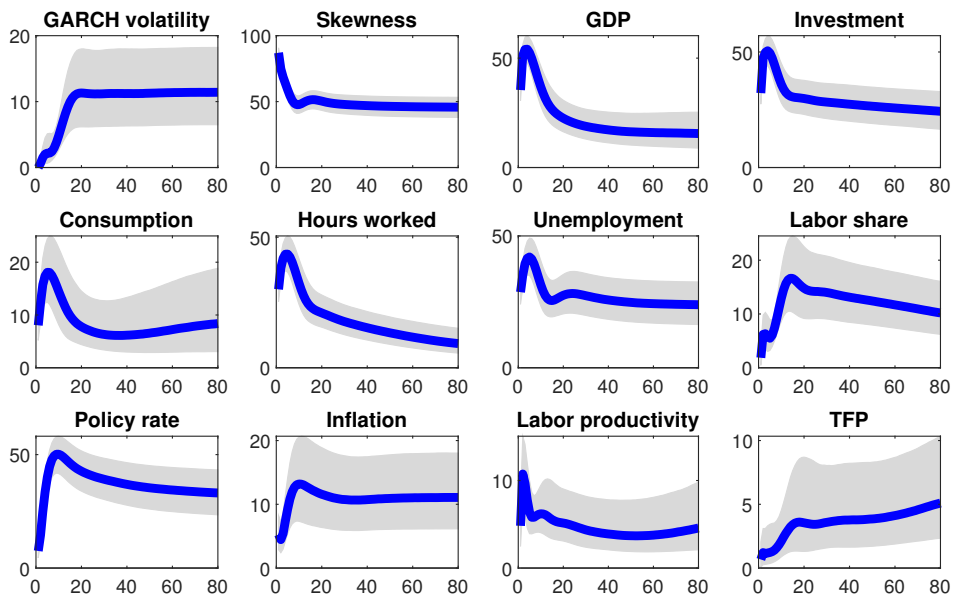 GARCH volatility Skewness GDP Investment
20 100 50 50
10 50
0 0 0 0
0 20 40 60 80 0 20 40 60 80 0 20 40 60 80 0 20 40 60 80
Consumption Hours worked Unemployment Labor share
20 50 50 20
10 10
0 0 0 0
0 20 40 60 80 0 20 40 60 80 0 20 40 60 80 0 20 40 60 80
Policy rate Inflation Labor productivity TFP
50 20 10 10
10 5
0 0 0 0
0 20 40 60 80 0 20 40 60 80 0 20 40 60 80 0 20 40 60 80